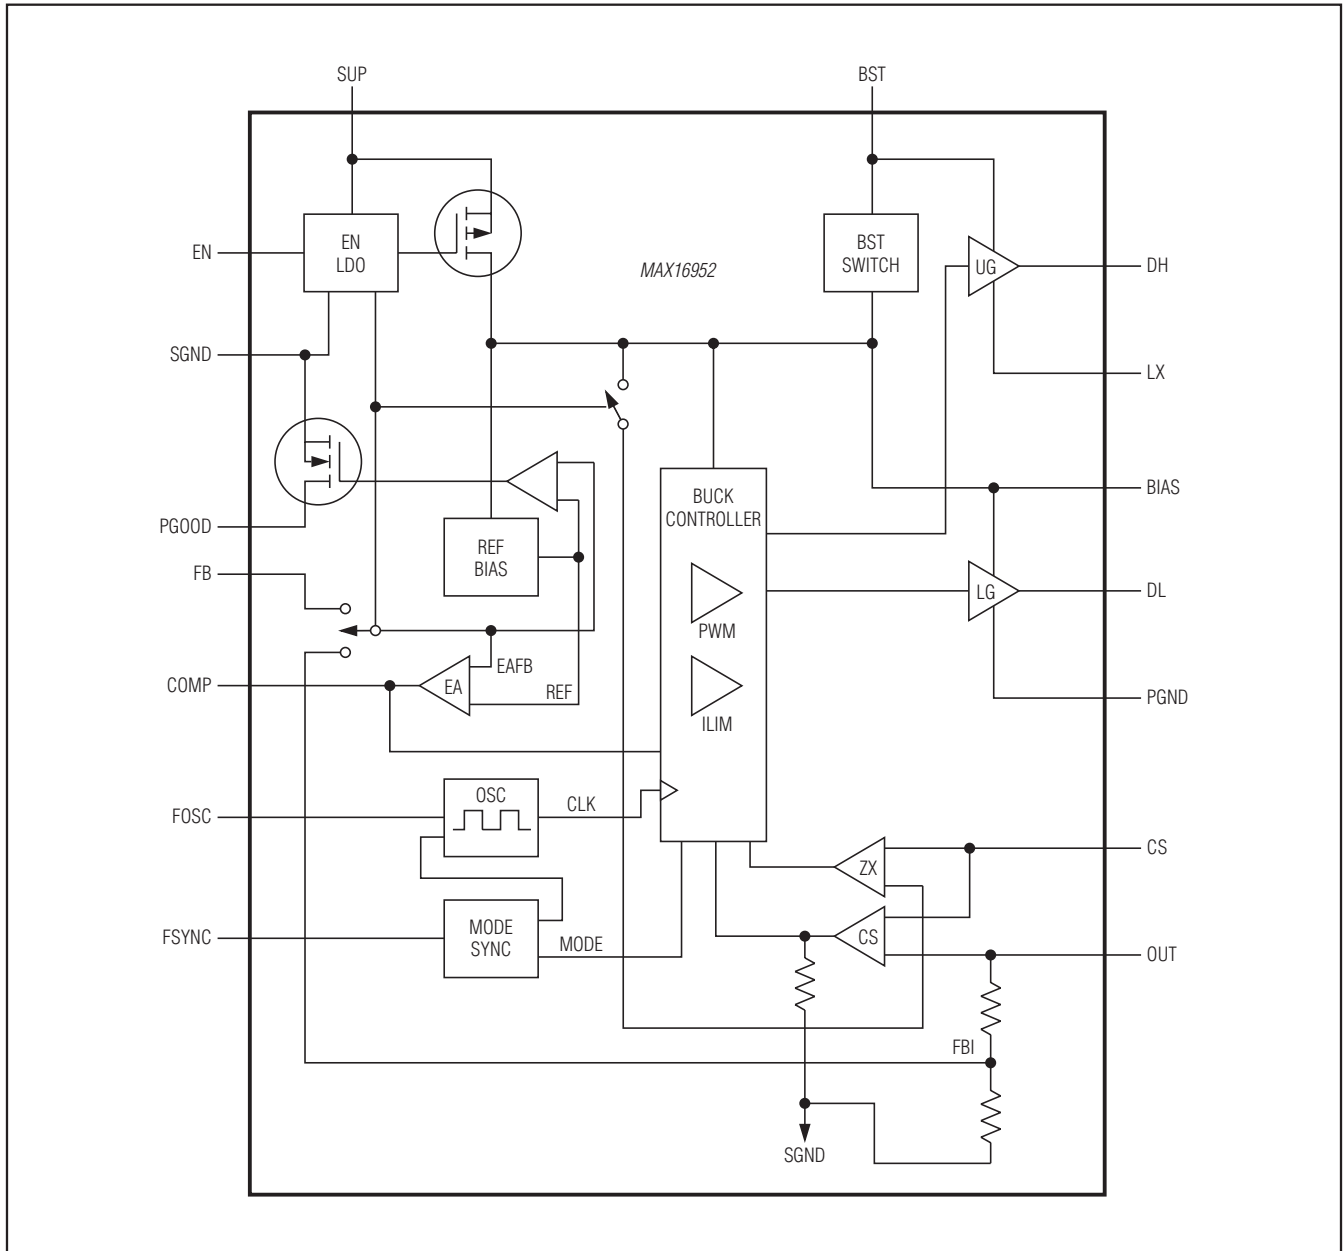 SUP
BST
EN
EN
LDO
MAX16952
BST
SWITCH
UG
DH
SGND
LX
BUCK
CONTROLLER
BIAS
PGOOD
REF
BIAS
FB
PWM
LG
DL
EAFB
COMP
EA
REF
ILIM
PGND
OSC
CLK
FOSC
ZX
CS
MODE
SYNC
FSYNC
MODE
CS
OUT
FBI
SGND